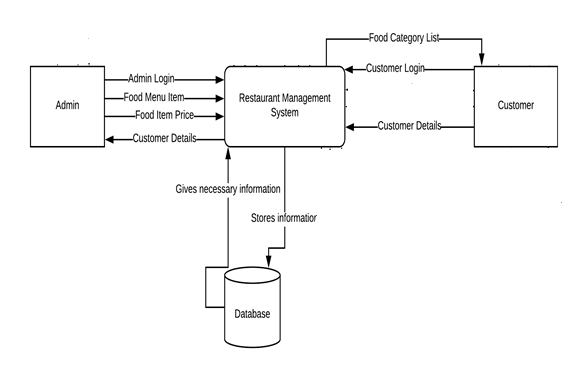 Food Category List
Admin Login
Customer Login
Admin
Food Menu Item
Restaurant Management
System
Customer
Food Item Price
Customer Details
Customer Details
Gives necessary information
Stores informatior
Database